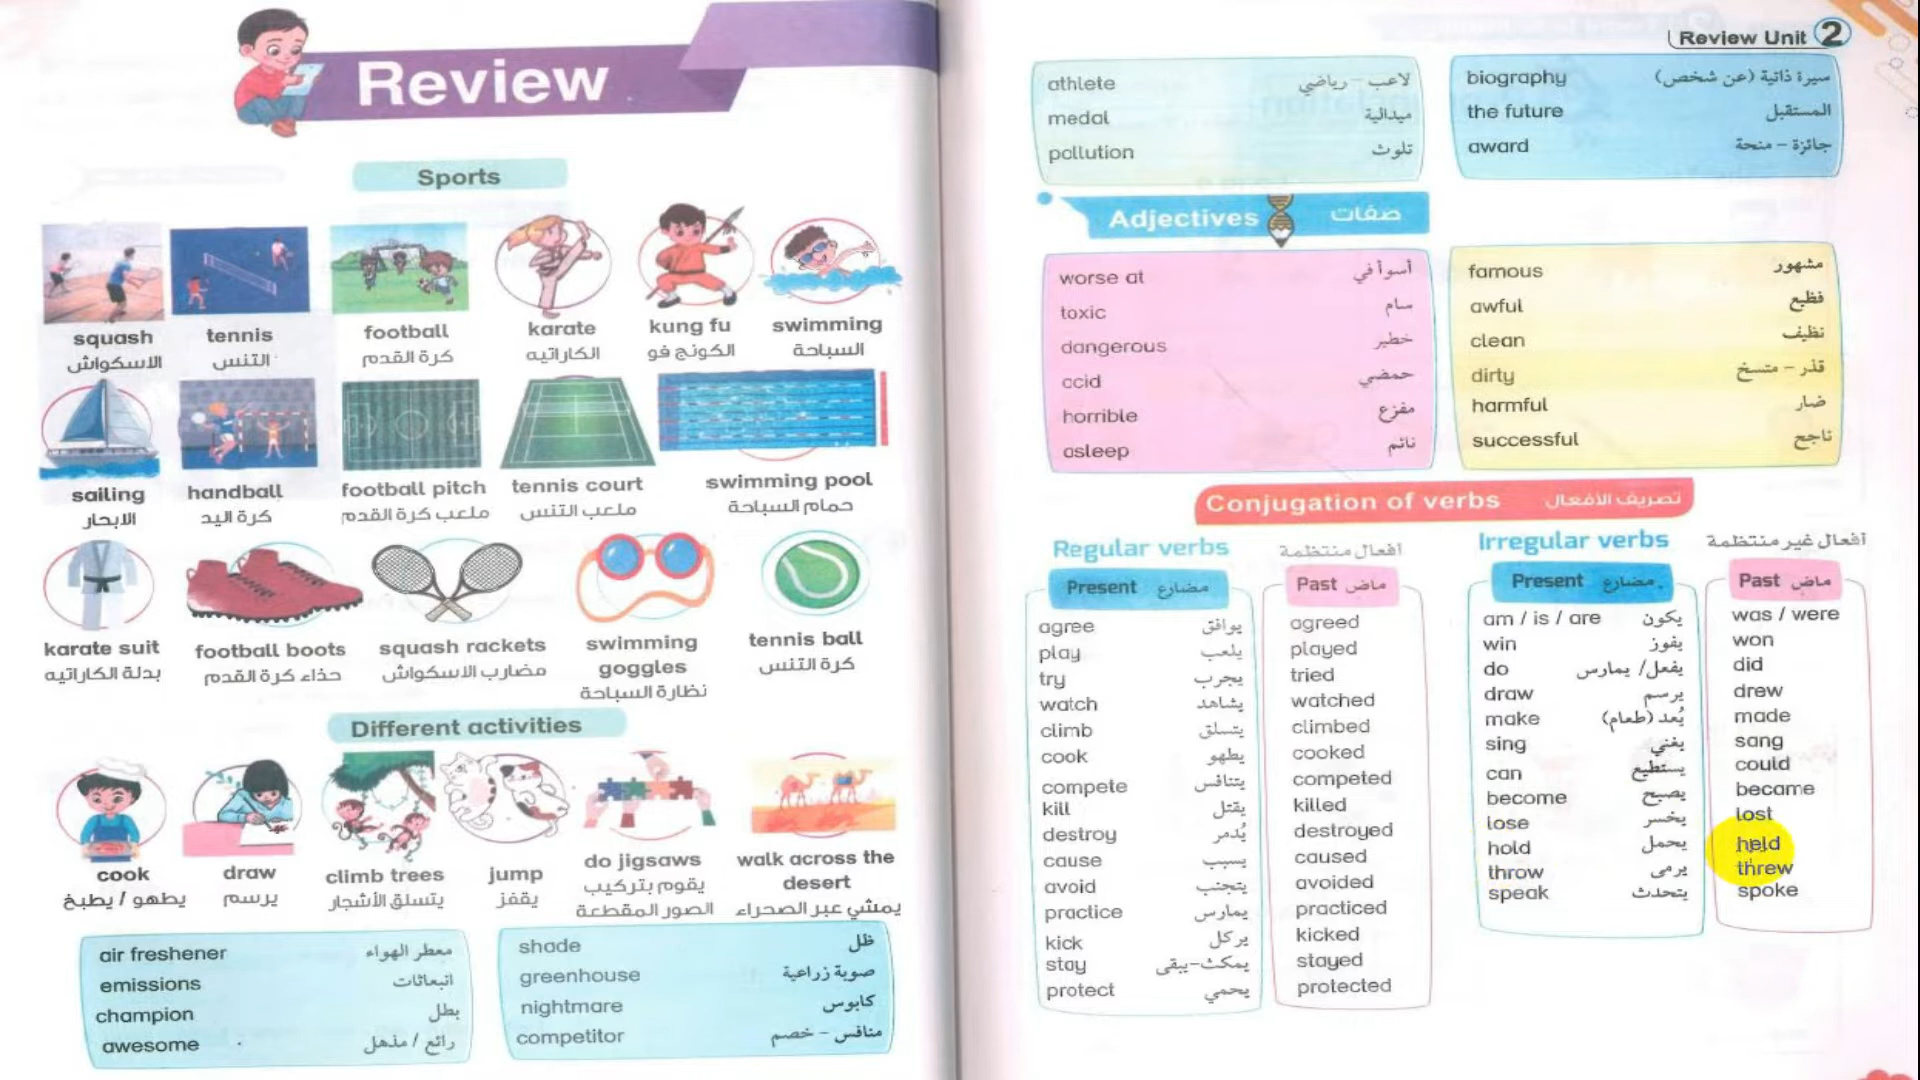 Review
Sports
squash
الاسكواش
tennis
التنس
football
كرة القدم
karate
الكاراتيه
kung fu
الكونج فو
swimming
السباحة
sailing
الابحار
handball
كرة اليد
football pitch
ملعب كرة القدم
tennis court
ملعب التنس
swimming pool
حمام السباحة
karate suit
بدلة الكاراتيه
football boots
حذاء كرة القدم
squash rackets
مضارب الاسكواش
swimming
goggles
نظارة السباحة
tennis ball
كرة التنس
Different activities
cook
يطهو / يطبخ
draw
يرسم
climb trees
يتسلق الأشجار
jump
يقفز
do jigsaws
يقوم بتركيب
الصور المقطعة
walk across the
desert
يمشي عبر الصحراء
air freshener معطر الهواء
emissions انبعاثات
champion بطل
awesome رائع / مذهل
shade ظل
greenhouse صوبة زراعية
nightmare كابوس
competitor منافس - خصم
Review Unit 2
athlete لاعب - رياضي
medal ميدالية
pollution تلوث
biography سيرة ذاتية (عن شخص)
the future المستقبل
award جائزة - منحة
Adjectives صفات
worse at أسوأ في
toxic سام
dangerous خطير
acid حمضي
horrible مفزع
asleep نائم
famous مشهور
awful فظيع
clean نظيف
dirty قذر - متسخ
harmful ضار
successful ناجح
Conjugation of verbs تصريف الافعال
Regular verbs أفعال منتظمة
Present مضارع Past ماض
agree يوافق agreed
play يلعب played
try يجرب tried
watch يشاهد watched
climb يتسلق climbed
cook يطهو cooked
compete يتنافس competed
kill يقتل killed
destroy يُدمر destroyed
cause يسبب caused
avoid يتجنب avoided
practice يمارس practiced
kick يركل kicked
stay يمكث-يبقى stayed
protect يحمي protected
Irregular verbs أفعال غير منتظمة
Present مضارع Past ماض
am / is / are يكون was / were
win يفوز won
do يفعل/ يمارس did
draw يرسم drew
make يُعد (طعام) made
sing يغني sang
can يستطيع could
become يصبح became
lose يخسر lost
hold يحمل held
throw يرمى threw
speak يتحدث spoke